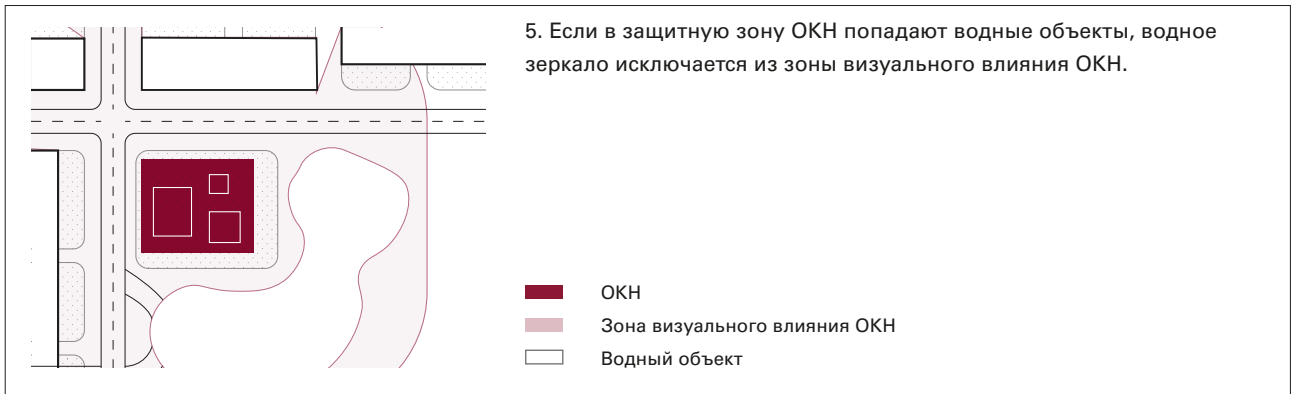 5. Если в защитную зону ОКН попадают водные объекты, водное
зеркало исключается из зоны визуального влияния ОКН.
ОКН
Зона визуального влияния ОКН
Водный объект